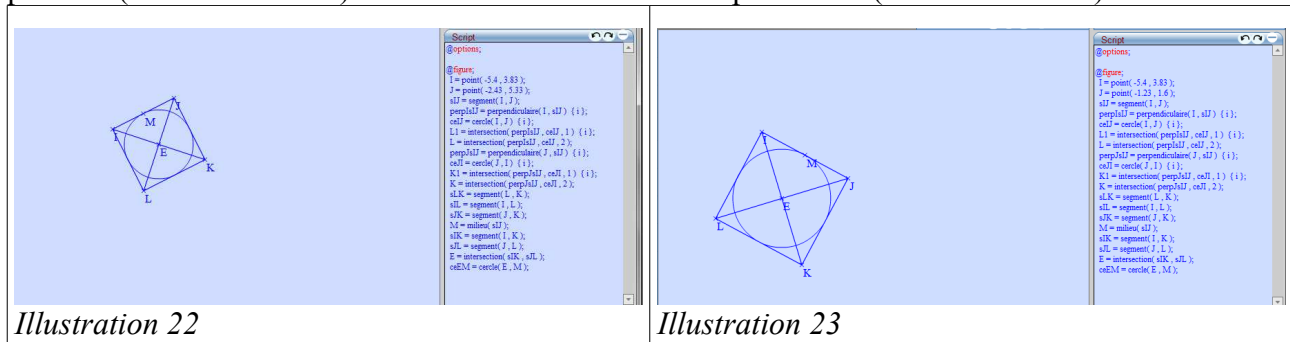 Script
@options;
@figure;
I = point( -5.4 , 3.83 );
J = point( -2.43 , 5.33 );
sIJ = segment( I , J );
perpIsIJ = perpendiculaire( I , sIJ ) { i };
ceIJ = cercle( I , J ) { i };
L1 = intersection( perpIsIJ , ceIJ , 1 ) { i };
L = intersection( perpIsIJ , ceIJ , 2 );
perpJsIJ = perpendiculaire( J , sIJ ) { i };
ceJI = cercle( J , I ) { i };
K1 = intersection( perpJsIJ , ceJI , 1 ) { i };
K = intersection( perpJsIJ , ceJI , 2 );
sLK = segment( L , K );
sIL = segment( I , L );
sJK = segment( J , K );
M = milieu( sIJ );
sIK = segment( I , K );
sJL = segment( J , L );
E = intersection( sIK , sJL );
ceEM = cercle( E , M );
J
M
I
E
K
L
Illustration 22
Script
@options;
@figure;
I = point( -5.4 , 3.83 );
J = point( -1.23 , 1.6 );
sIJ = segment( I , J );
perpIsIJ = perpendiculaire( I , sIJ ) { i };
ceIJ = cercle( I , J ) { i };
L1 = intersection( perpIsIJ , ceIJ , 1 ) { i };
L = intersection( perpIsIJ , ceIJ , 2 );
perpJsIJ = perpendiculaire( J , sIJ ) { i };
ceJI = cercle( J , I ) { i };
K1 = intersection( perpJsIJ , ceJI , 1 ) { i };
K = intersection( perpJsIJ , ceJI , 2 );
sLK = segment( L , K );
sIL = segment( I , L );
sJK = segment( J , K );
M = milieu( sIJ );
sIK = segment( I , K );
sJL = segment( J , L );
E = intersection( sIK , sJL );
ceEM = cercle( E , M );
I
M
J
E
L
K
Illustration 23